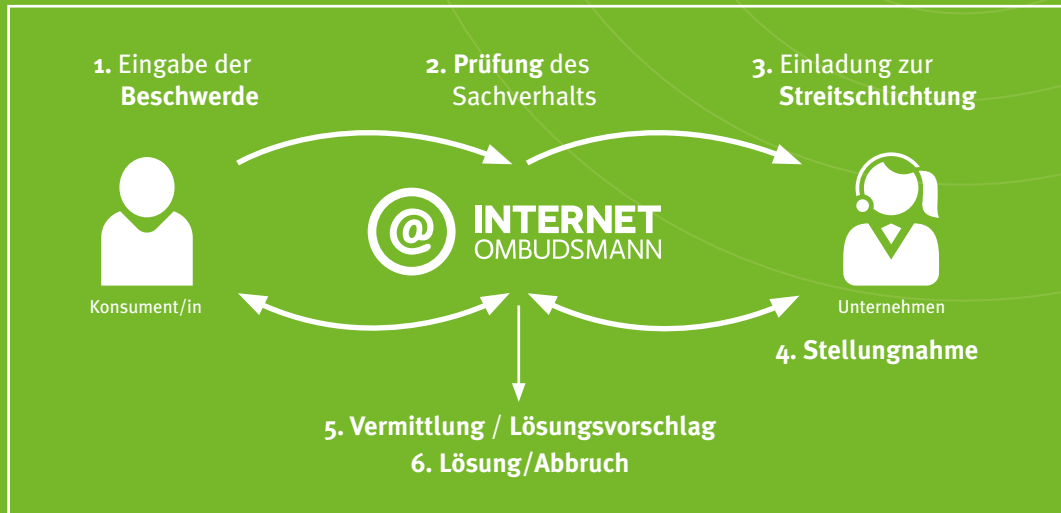 1. Eingabe der
Beschwerde
2. Prüfung des
Sachverhalts
3. Einladung zur
Streitschlichtung
@ INTERNET
OMBUDSMANN
Konsument/in
Unternehmen
4. Stellungnahme
5. Vermittlung / Lösungsvorschlag
6. Lösung/Abbruch